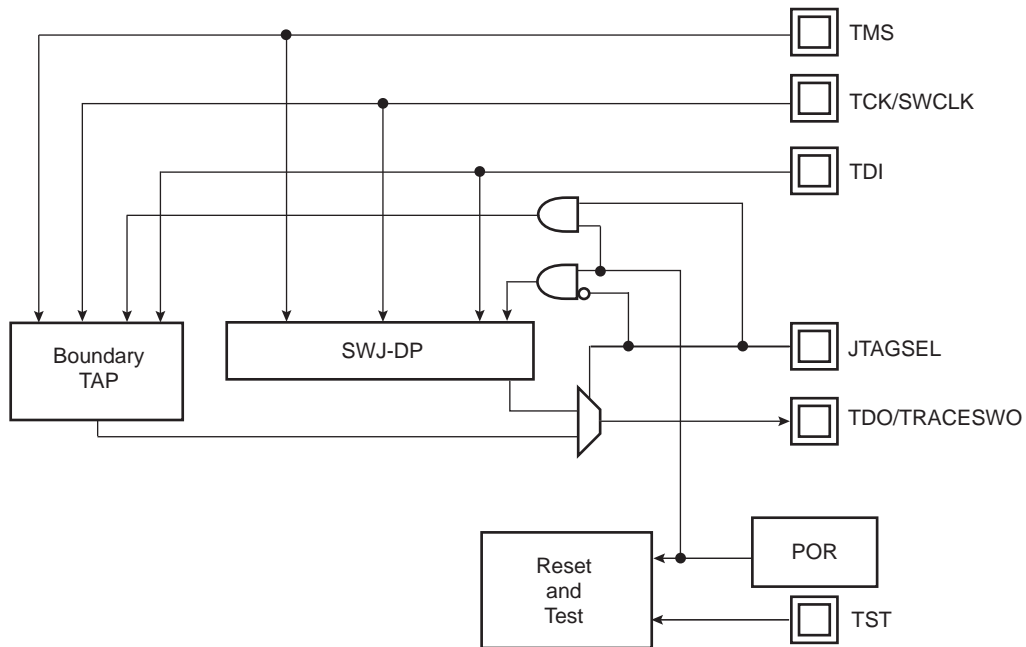 TMS
TCK/SWCLK
TDI
Boundary
TAP
SWJ-DP
JTAGSEL
TDO/TRACESWO
Reset
and
Test
POR
TST